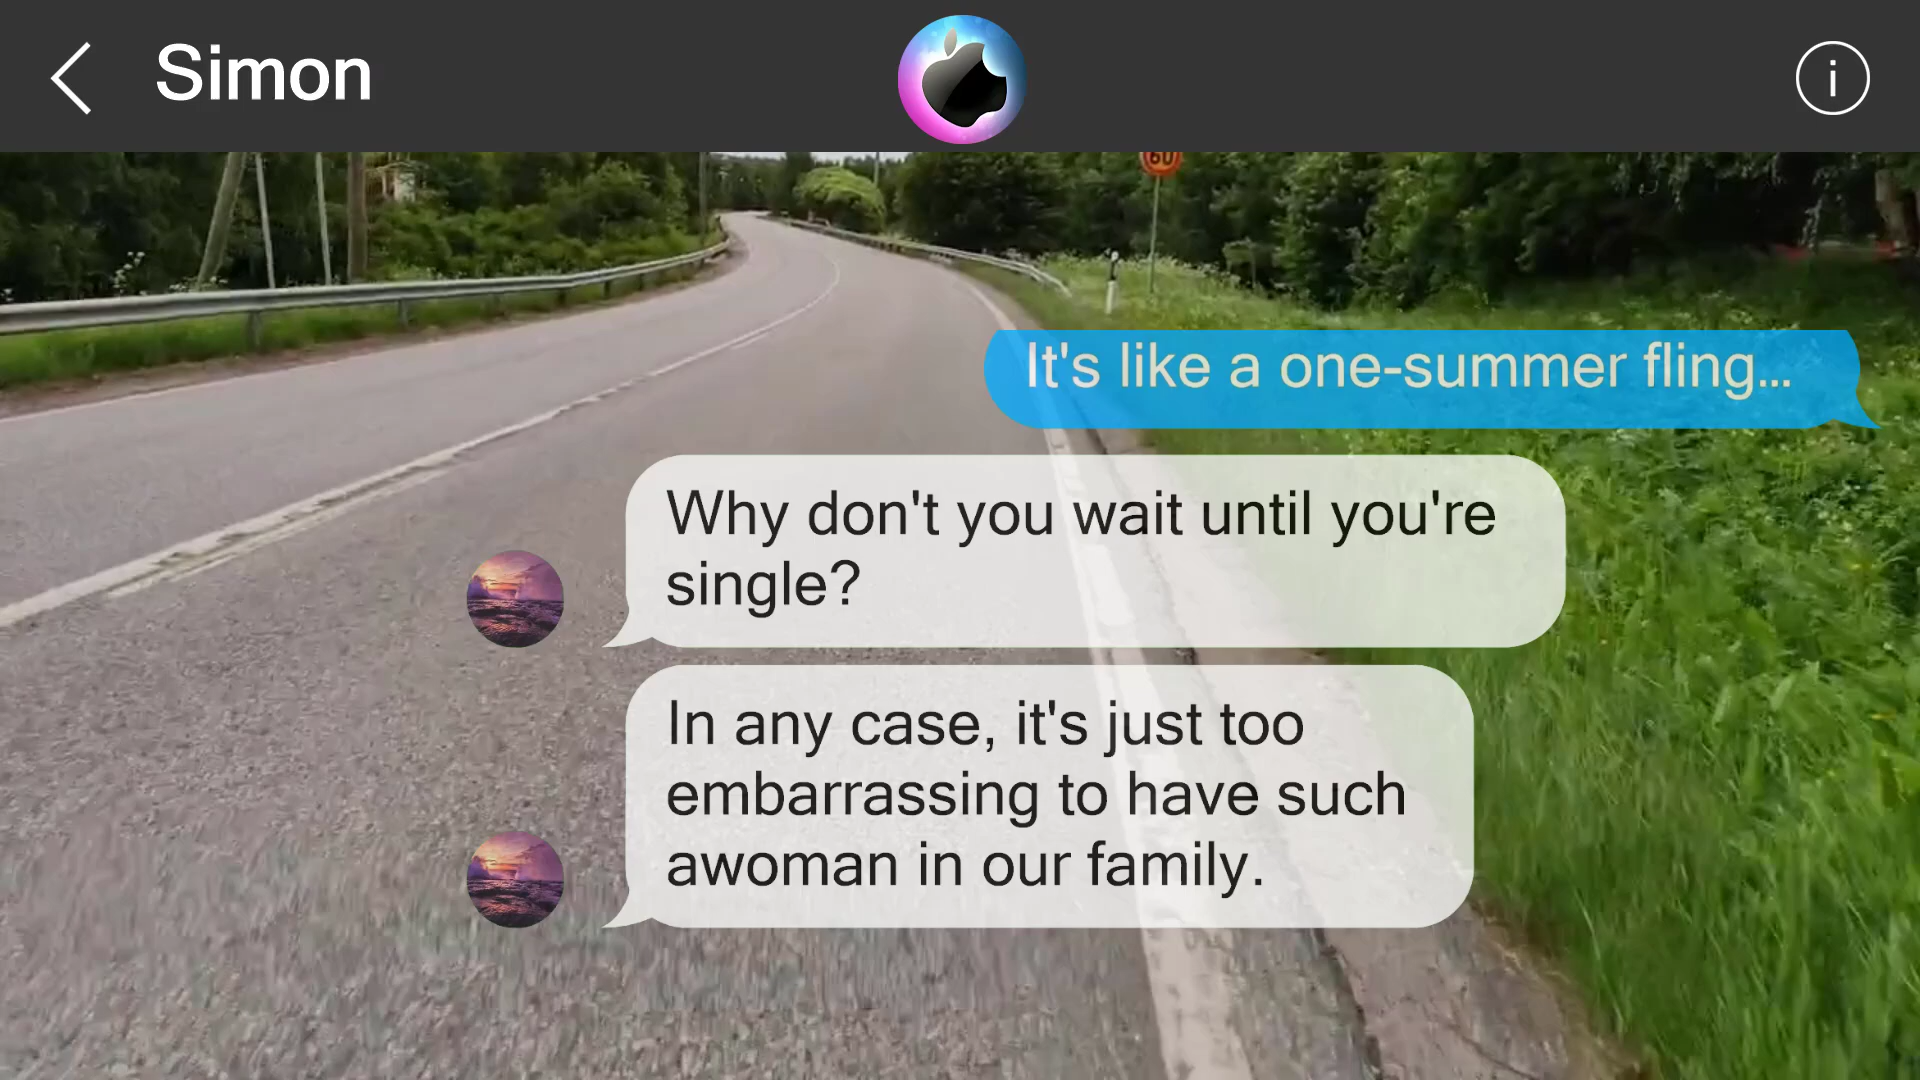 Simon
i
60
It's like a one-summer fling...
Why don't you wait until you're
single?
In any case, it's just too
embarrassing to have such
awoman in our family.